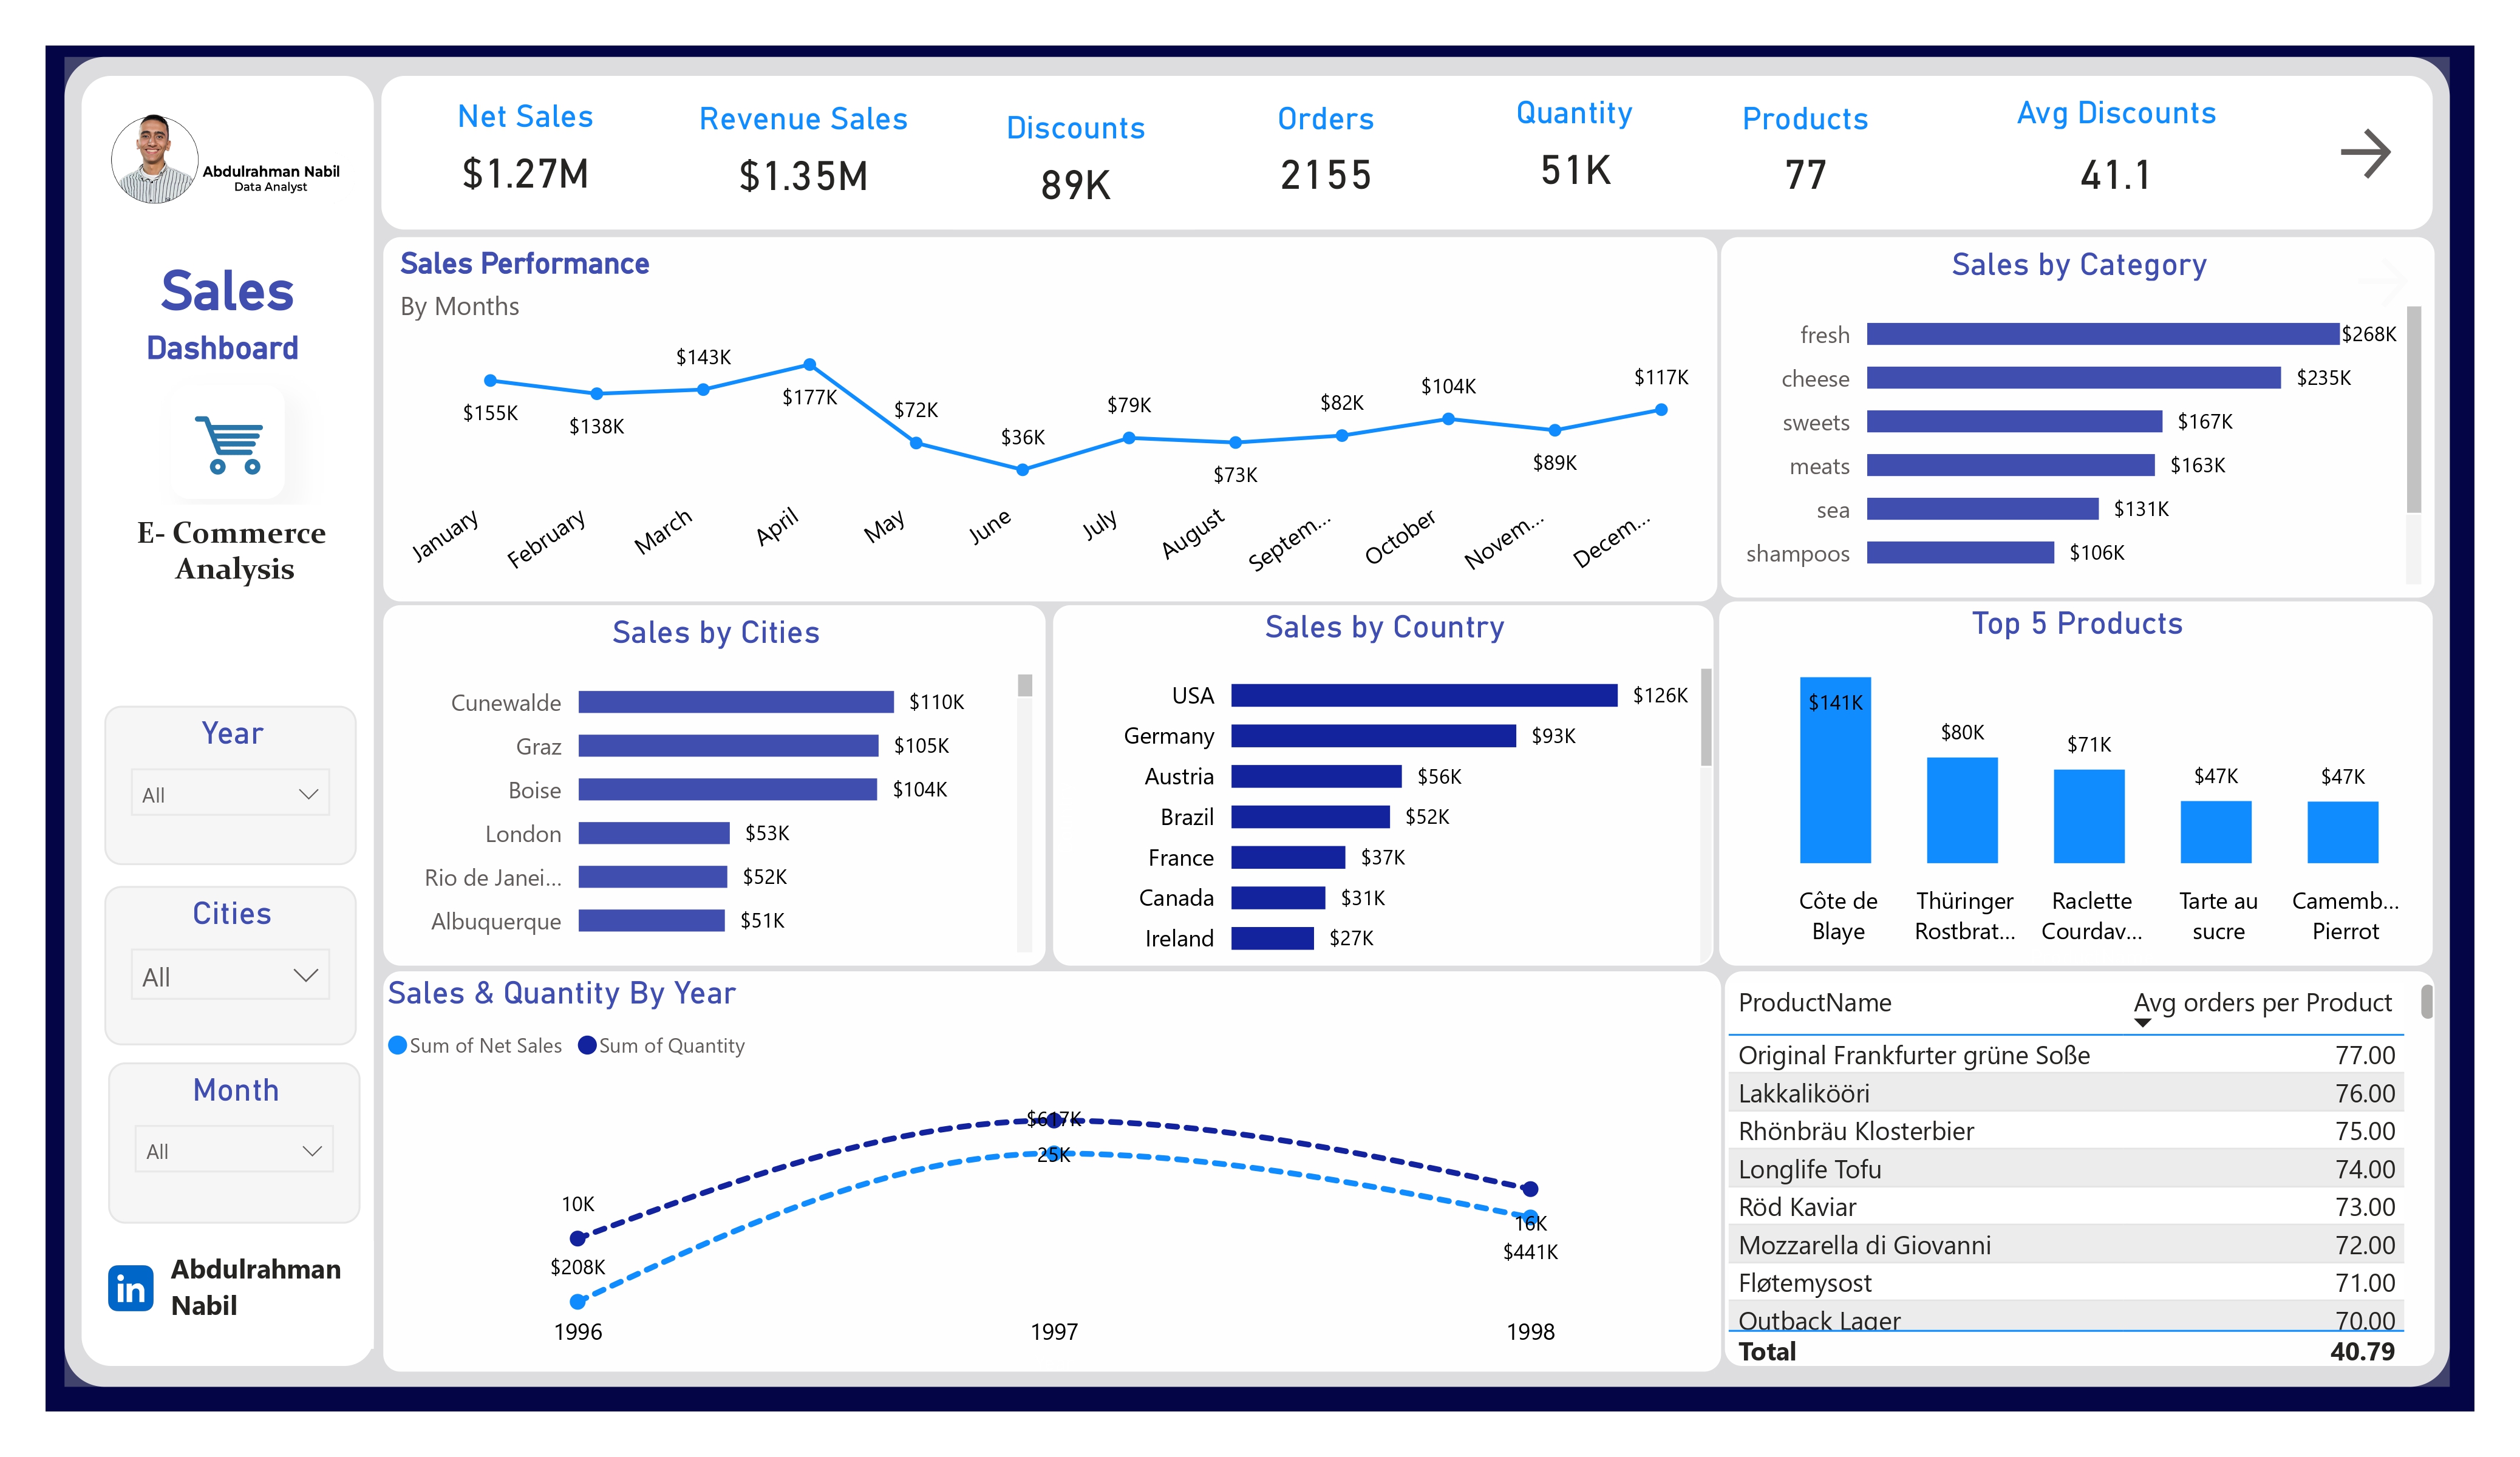 Abdulrahman Nabil
Data Analyst
Sales
Dashboard
E- Commerce
Analysis
Year
All
Cities
All
Month
All
in
Abdulrahman
Nabil
Net Sales
$1.27M
Revenue Sales
$1.35M
Discounts
89K
Orders
2155
Quantity
51K
Products
77
Avg Discounts
41.1
Sales Performance
By Months
$155K
$138K
$143K
$177K
$72K
$36K
$79K
$73K
$82K
$104K
$89K
$117K
January
February
March
April
May
June
July
August
Septem...
October
Novem...
Decem...
Sales by Category
fresh $268K
cheese $235K
sweets $167K
meats $163K
sea $131K
shampoos $106K
Sales by Cities
Cunewalde $110K
Graz $105K
Boise $104K
London $53K
Rio de Janei... $52K
Albuquerque $51K
Sales by Country
USA $126K
Germany $93K
Austria $56K
Brazil $52K
France $37K
Canada $31K
Ireland $27K
Top 5 Products
$141K
$80K
$71K
$47K
$47K
Côte de
Blaye
Thüringer
Rostbrat...
Raclette
Courdav...
Tarte au
sucre
Camemb...
Pierrot
Sales & Quantity By Year
Sum of Net Sales Sum of Quantity
10K
$208K
$617K
25K
16K
$441K
1996
1997
1998
ProductName Avg orders per Product
Original Frankfurter grüne Soße 77.00
Lakkalikööri 76.00
Rhönbräu Klosterbier 75.00
Longlife Tofu 74.00
Röd Kaviar 73.00
Mozzarella di Giovanni 72.00
Fløtemysost 71.00
Outback Lager 70.00
Total 40.79